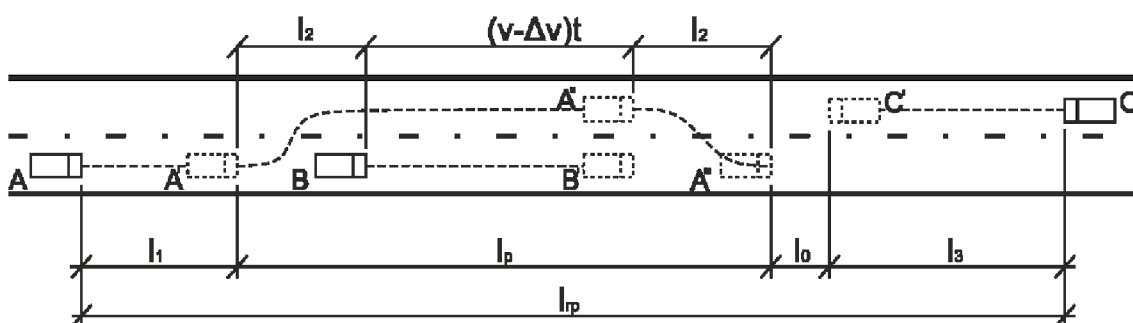 l₂ (v-Δv)t l₂
A" C' C
A A B B A"'
l₁ lₚ l₀ l₃
lᵣₚ